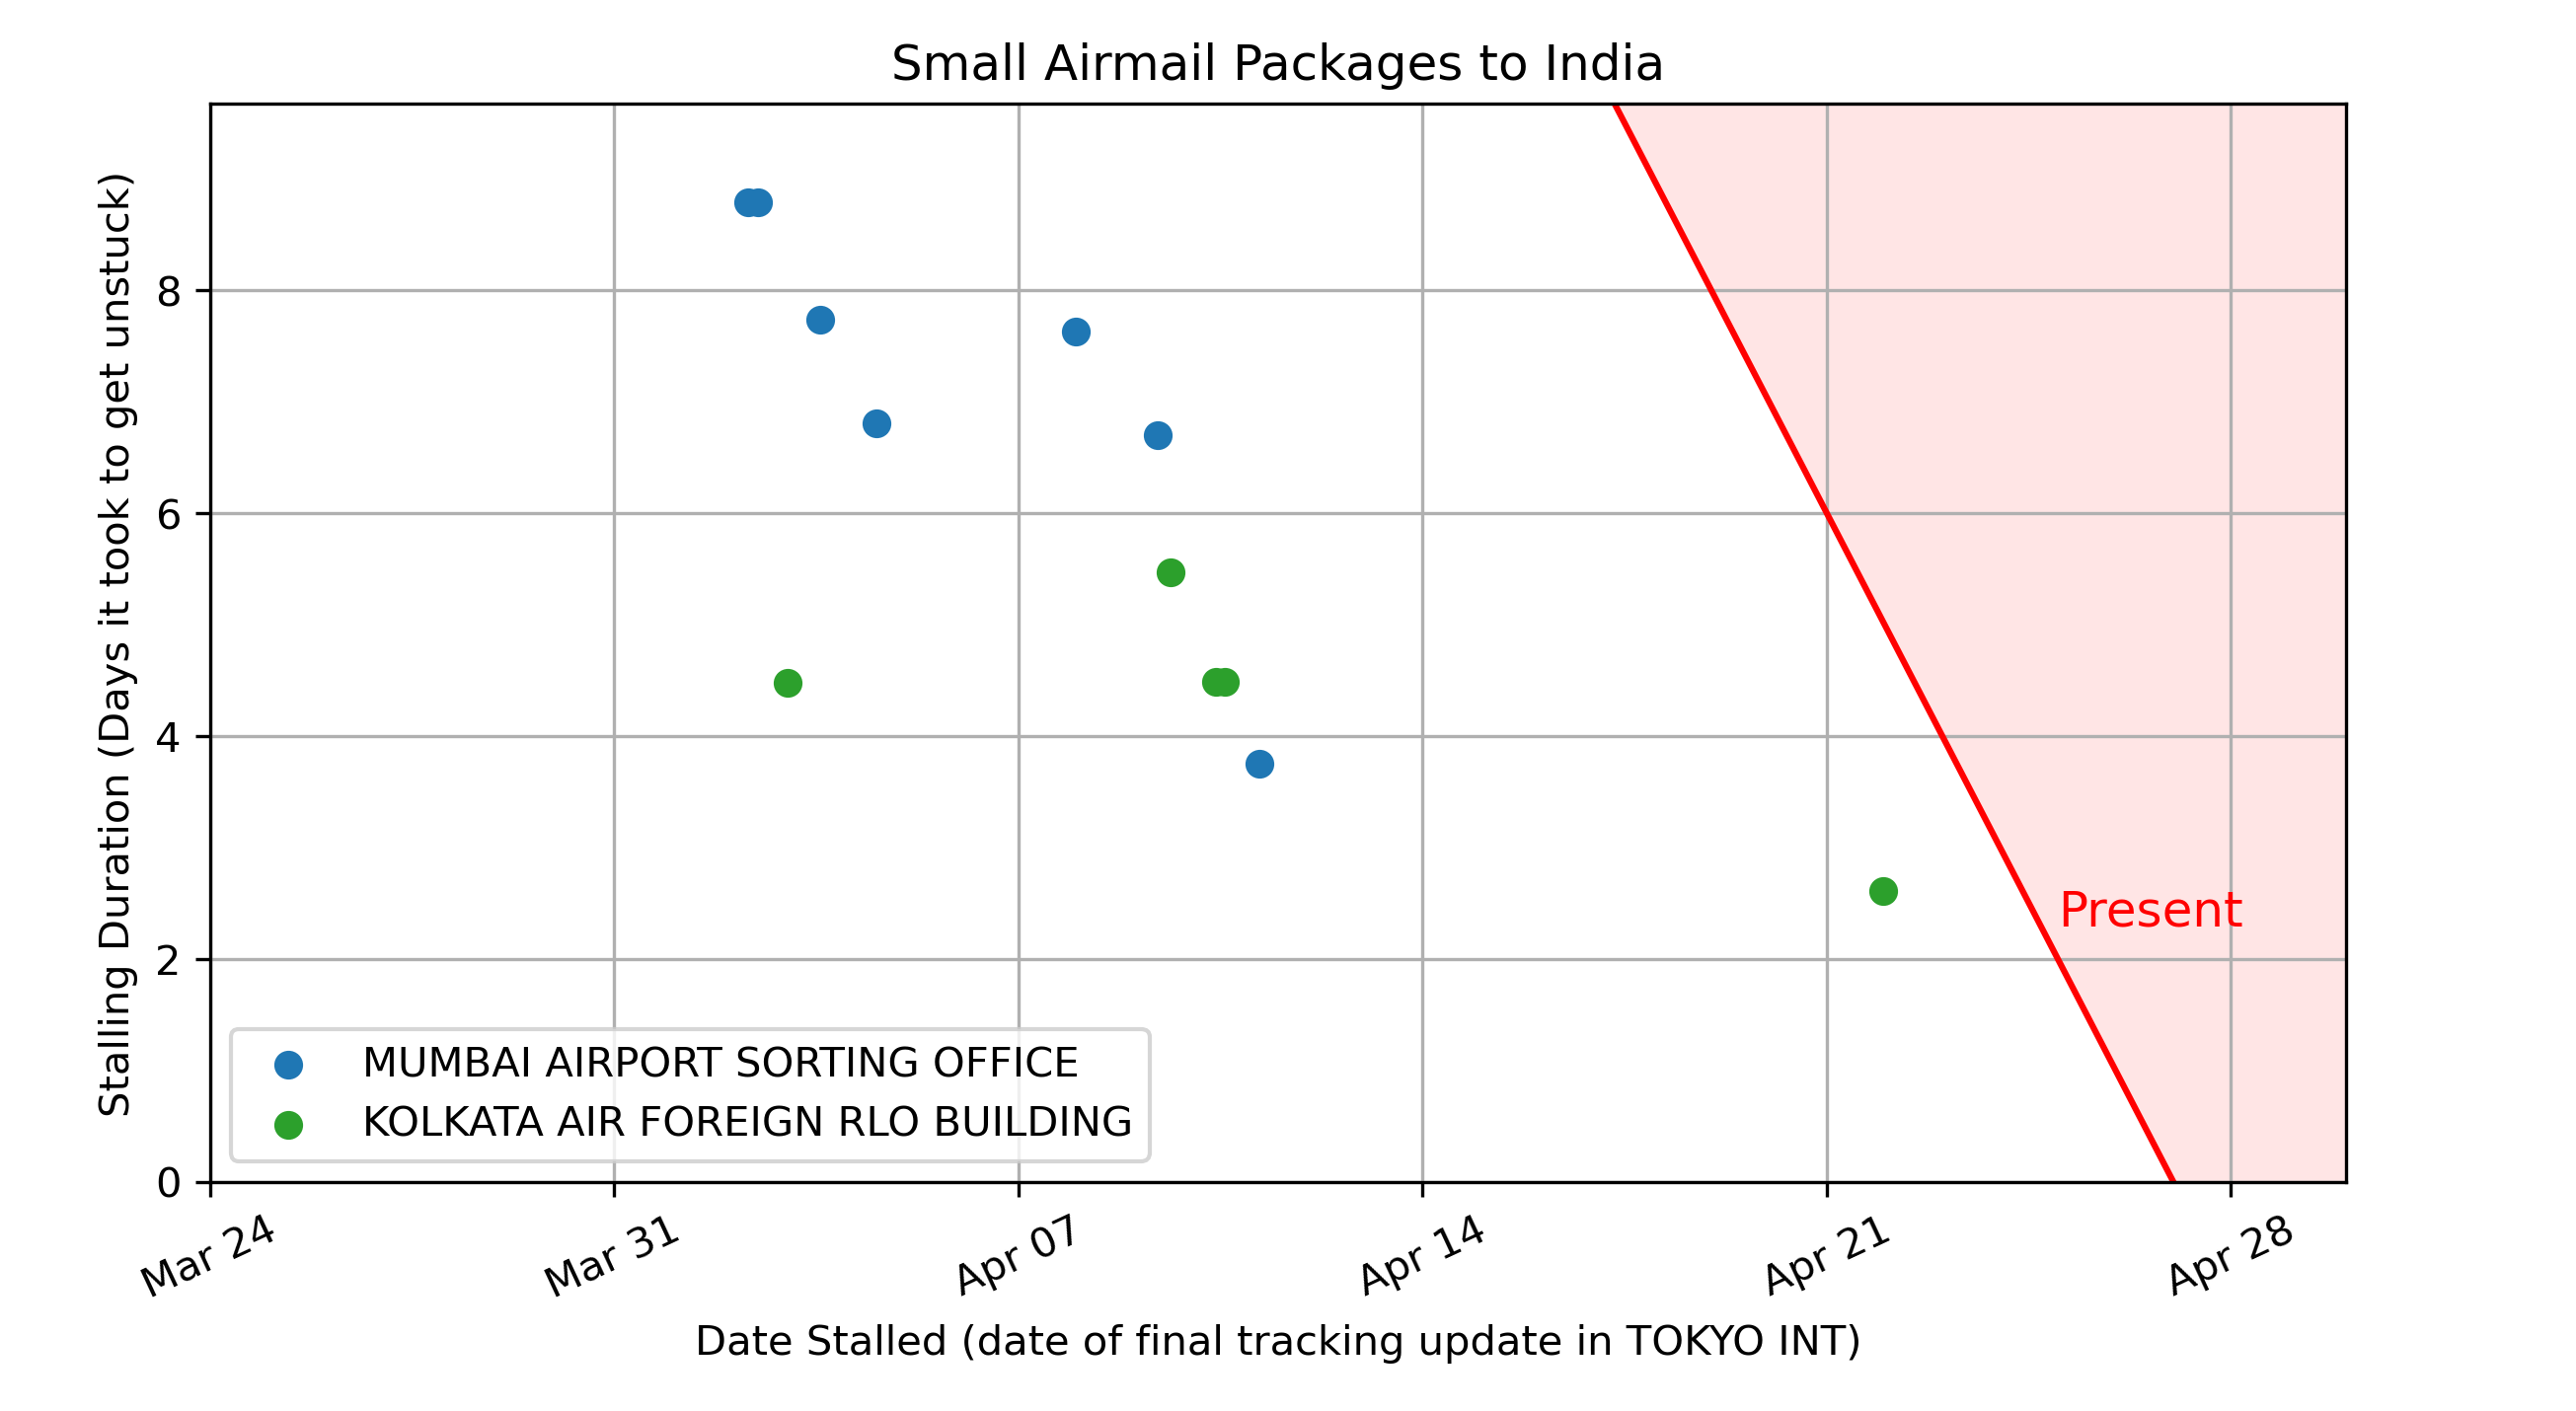 Small Airmail Packages to India
Stalling Duration (Days it took to get unstuck)
8
6
4
2
0
Present
MUMBAI AIRPORT SORTING OFFICE
KOLKATA AIR FOREIGN RLO BUILDING
Mar 24
Mar 31
Apr 07
Apr 14
Apr 21
Apr 28
Date Stalled (date of final tracking update in TOKYO INT)